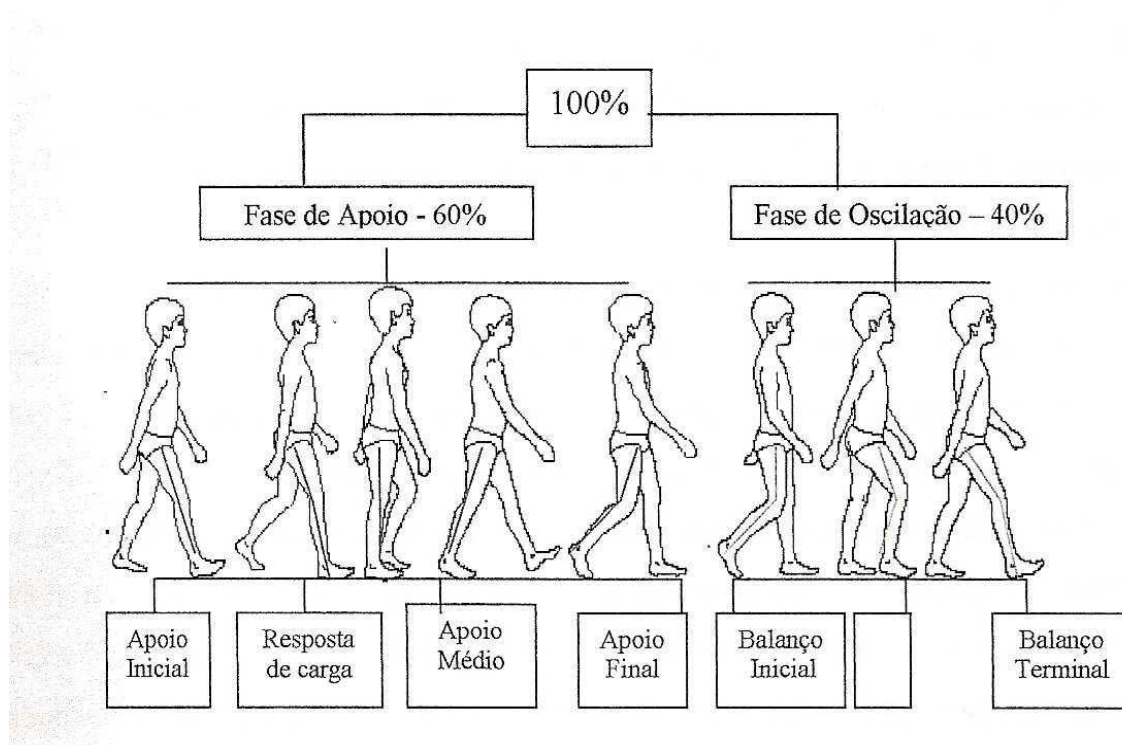 100%
Fase de Apoio - 60%
Fase de Oscilação – 40%
Apoio
Inicial
Resposta
de carga
Apoio
Médio
Apoio
Final
Balanço
Inicial
Balanço
Terminal